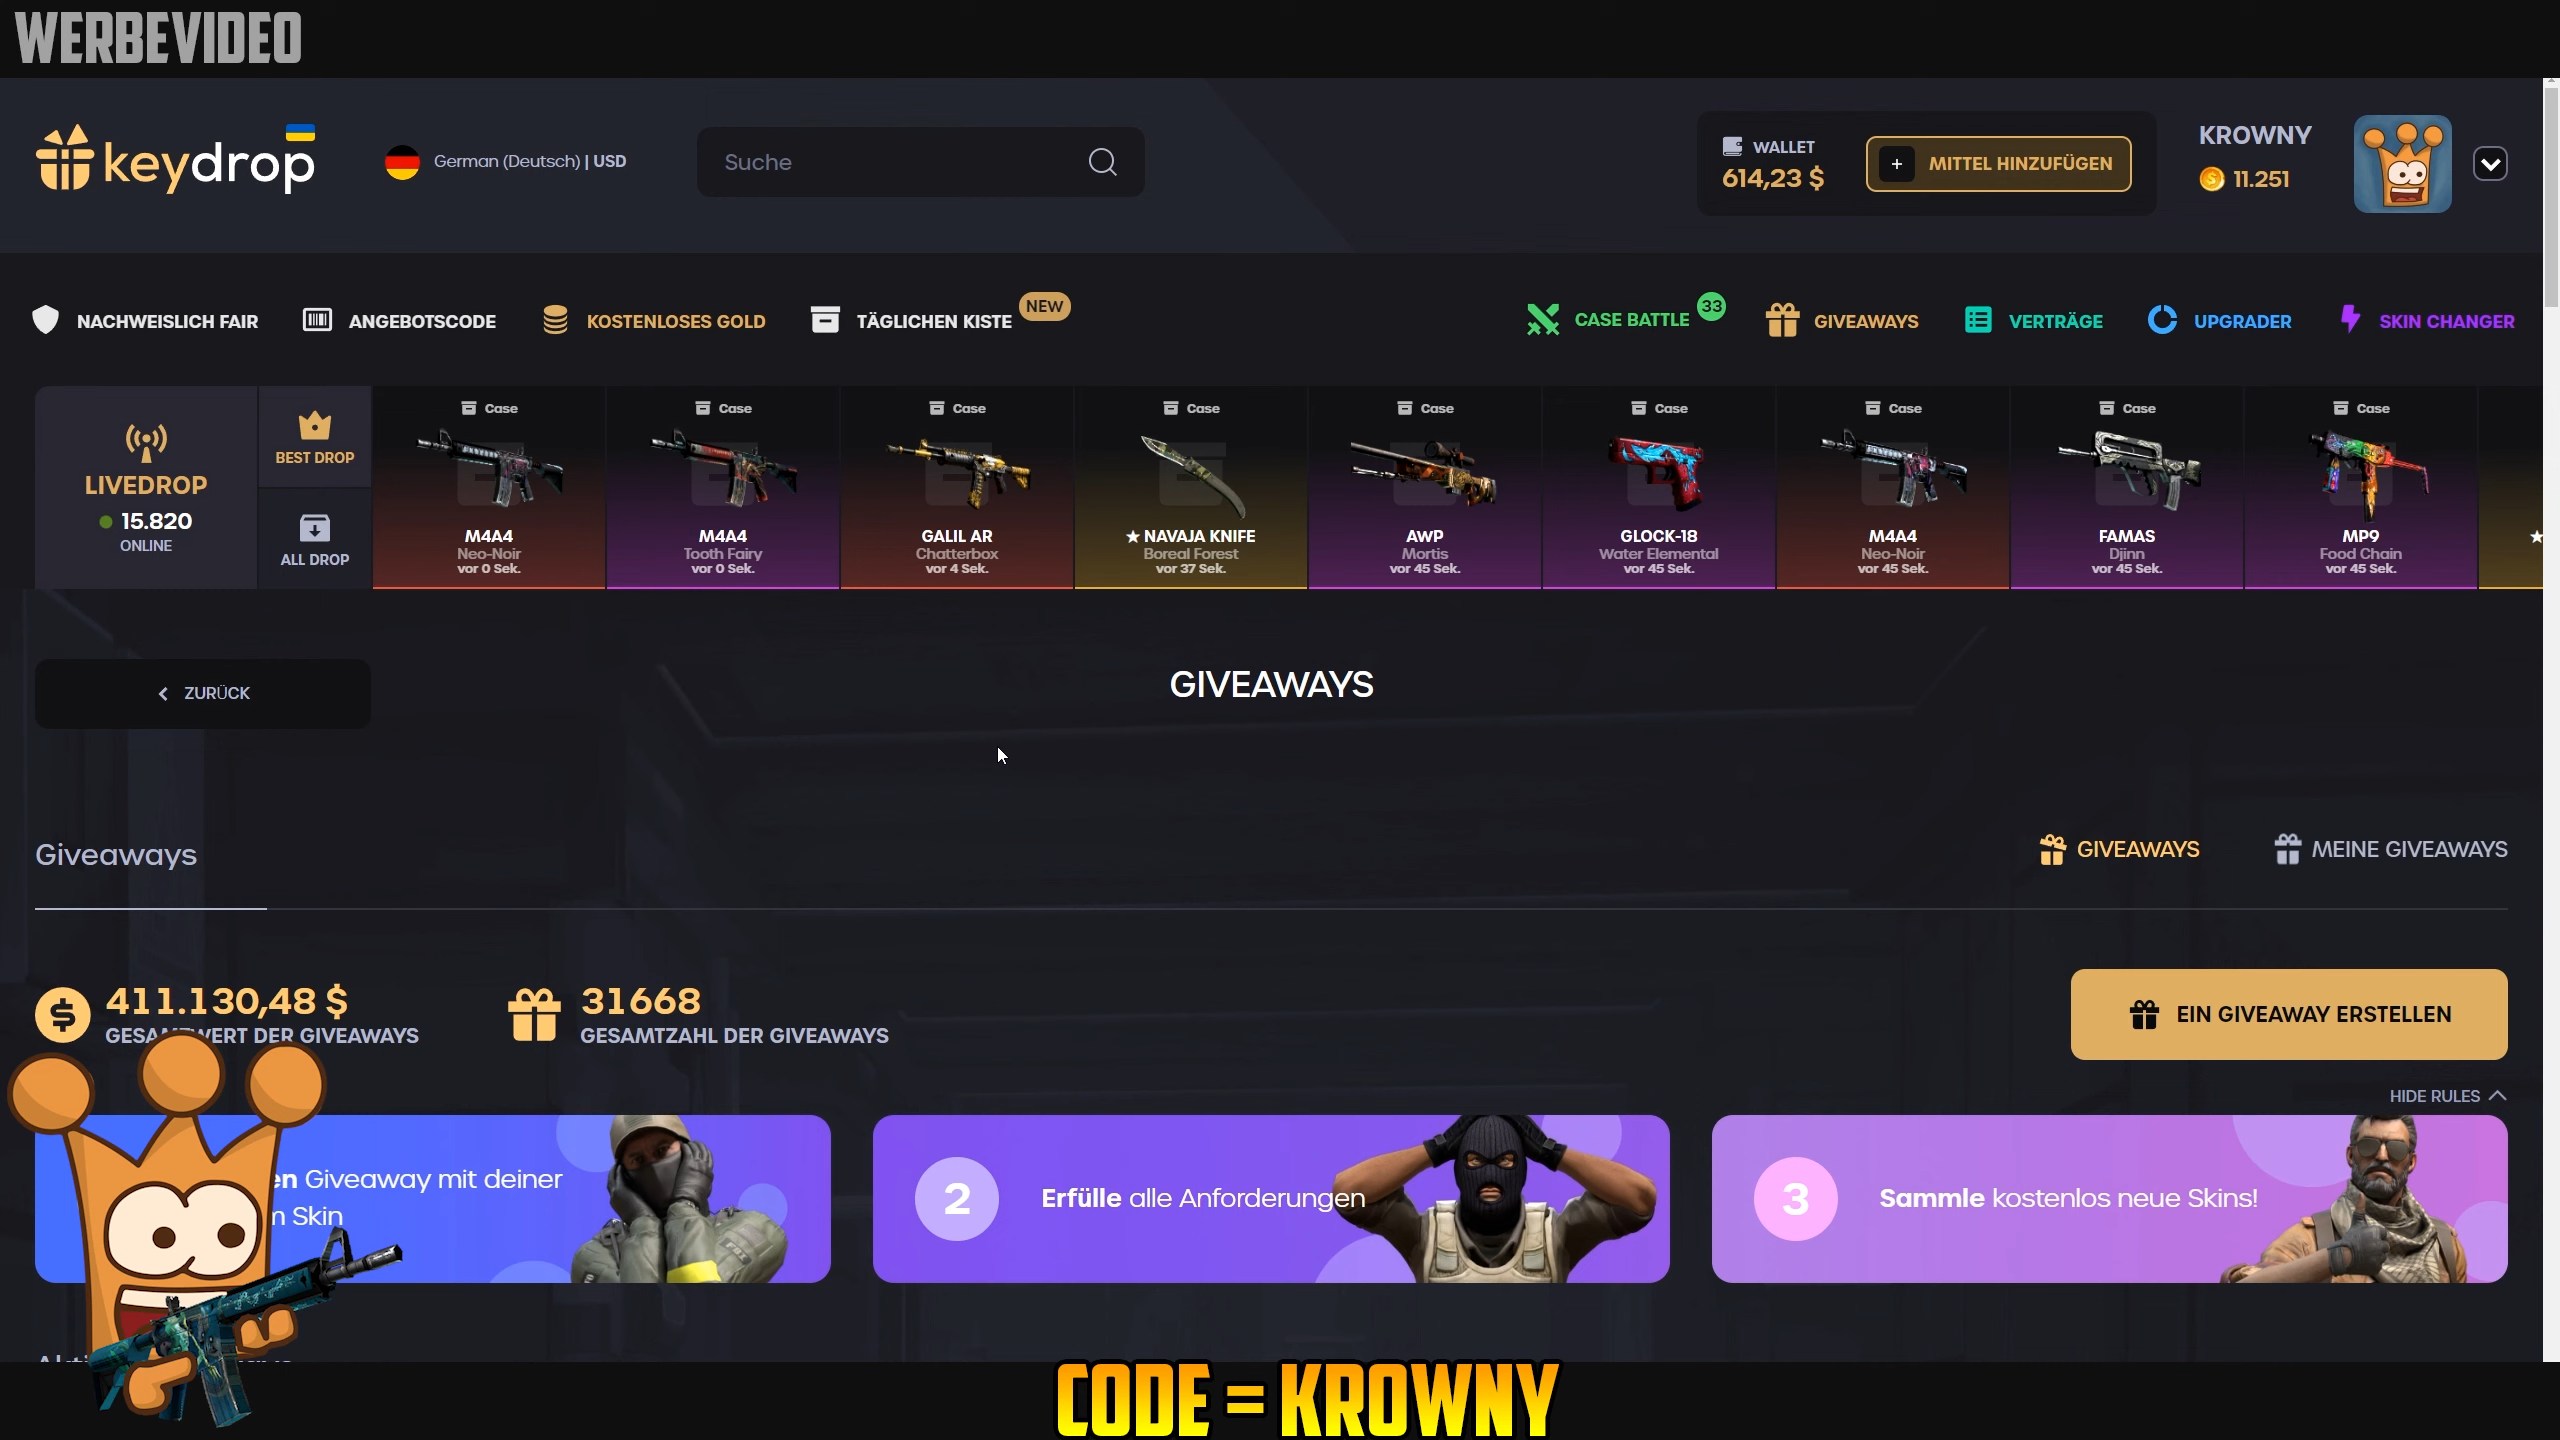 WERBEVIDEO
keydrop
German (Deutsch) | USD
Suche
WALLET
614,23 $
+ MITTEL HINZUFÜGEN
KROWNY
11.251
NACHWEISLICH FAIR
ANGEBOTSCODE
KOSTENLOSES GOLD
TÄGLICHEN KISTE
NEW
CASE BATTLE
33
GIVEAWAYS
VERTRÄGE
UPGRADER
SKIN CHANGER
LIVEDROP
15.820
ONLINE
BEST DROP
ALL DROP
Case
M4A4
Neo-Noir
vor 0 Sek.
Case
M4A4
Tooth Fairy
vor 0 Sek.
Case
GALIL AR
Chatterbox
vor 4 Sek.
Case
★ NAVAJA KNIFE
Boreal Forest
vor 37 Sek.
Case
AWP
Mortis
vor 45 Sek.
Case
GLOCK-18
Water Elemental
vor 45 Sek.
Case
M4A4
Neo-Noir
vor 45 Sek.
Case
FAMAS
Djinn
vor 45 Sek.
Case
MP9
Food Chain
vor 45 Sek.
★
ZURÜCK
GIVEAWAYS
Giveaways
GIVEAWAYS
MEINE GIVEAWAYS
411.130,48 $
GESAMTWERT DER GIVEAWAYS
31668
GESAMTZAHL DER GIVEAWAYS
EIN GIVEAWAY ERSTELLEN
HIDE RULES
Giveaway mit deiner
Skin
2
Erfülle alle Anforderungen
3
Sammle kostenlos neue Skins!
CODE = KROWNY